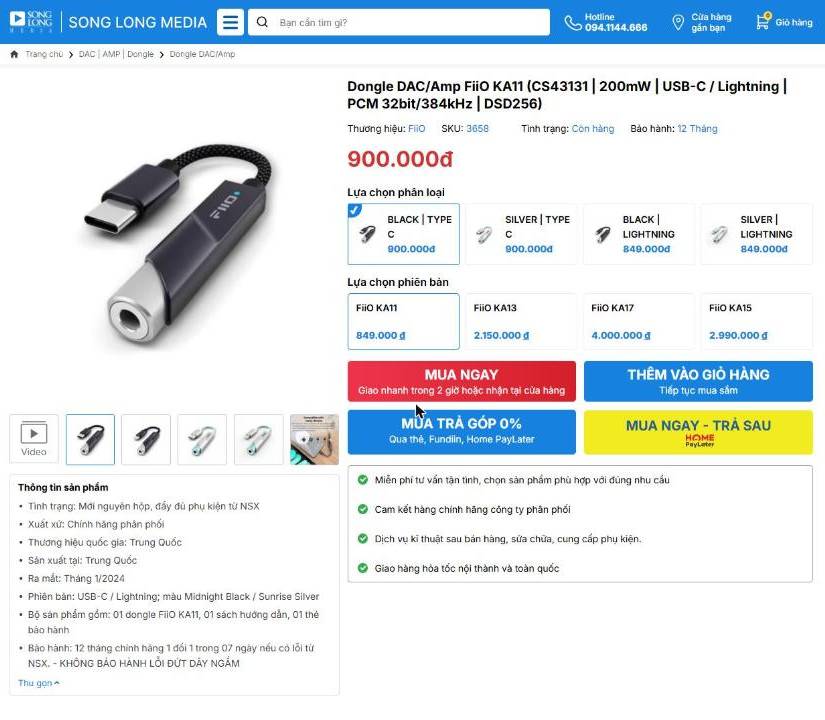 SONG LONG MEDIA
SONG LONG MEDIA
Bạn cần tìm gì?
Hotline
094.1144.666
Cửa hàng
gần bạn
0
Giỏ hàng
Trang chủ
DAC | AMP | Dongle
Dongle DAC/Amp
FiiO
Video
Dongle DAC/Amp FiiO KA11 (CS43131 | 200mW | USB-C / Lightning |
PCM 32bit/384kHz | DSD256)
Thương hiệu: FiiO SKU: 3658 Tình trạng: Còn hàng Bảo hành: 12 Tháng
900.000đ
Lựa chọn phân loại
BLACK | TYPE
C
900.000đ
SILVER | TYPE
C
900.000đ
BLACK |
LIGHTNING
849.000đ
SILVER |
LIGHTNING
849.000đ
Lựa chọn phiên bản
FiiO KA11
849.000 đ
FiiO KA13
2.150.000 đ
FiiO KA17
4.000.000 đ
FiiO KA15
2.990.000 đ
MUA NGAY
Giao nhanh trong 2 giờ hoặc nhận tại cửa hàng
THÊM VÀO GIỎ HÀNG
Tiếp tục mua sắm
MUA TRẢ GÓP 0%
Qua thẻ, Fundiin, Home PayLater
MUA NGAY - TRẢ SAU
HOME
PayLater
Miễn phí tư vấn tận tình, chọn sản phẩm phù hợp với đúng nhu cầu
Cam kết hàng chính hãng công ty phân phối
Dịch vụ kĩ thuật sau bán hàng, sửa chữa, cung cấp phụ kiện.
Giao hàng hỏa tốc nội thành và toàn quốc
Thông tin sản phẩm
• Tình trạng: Mới nguyên hộp, đầy đủ phụ kiện từ NSX
• Xuất xứ: Chính hãng phân phối
• Thương hiệu quốc gia: Trung Quốc
• Sản xuất tại: Trung Quốc
• Ra mắt: Tháng 1/2024
• Phiên bản: USB-C / Lightning; màu Midnight Black / Sunrise Silver
• Bộ sản phẩm gồm: 01 dongle FiiO KA11, 01 sách hướng dẫn, 01 thẻ
bảo hành
• Bảo hành: 12 tháng chính hãng 1 đổi 1 trong 07 ngày nếu có lỗi từ
NSX. - KHÔNG BẢO HÀNH LỖI ĐỨT DÂY NGẦM
Thu gọn